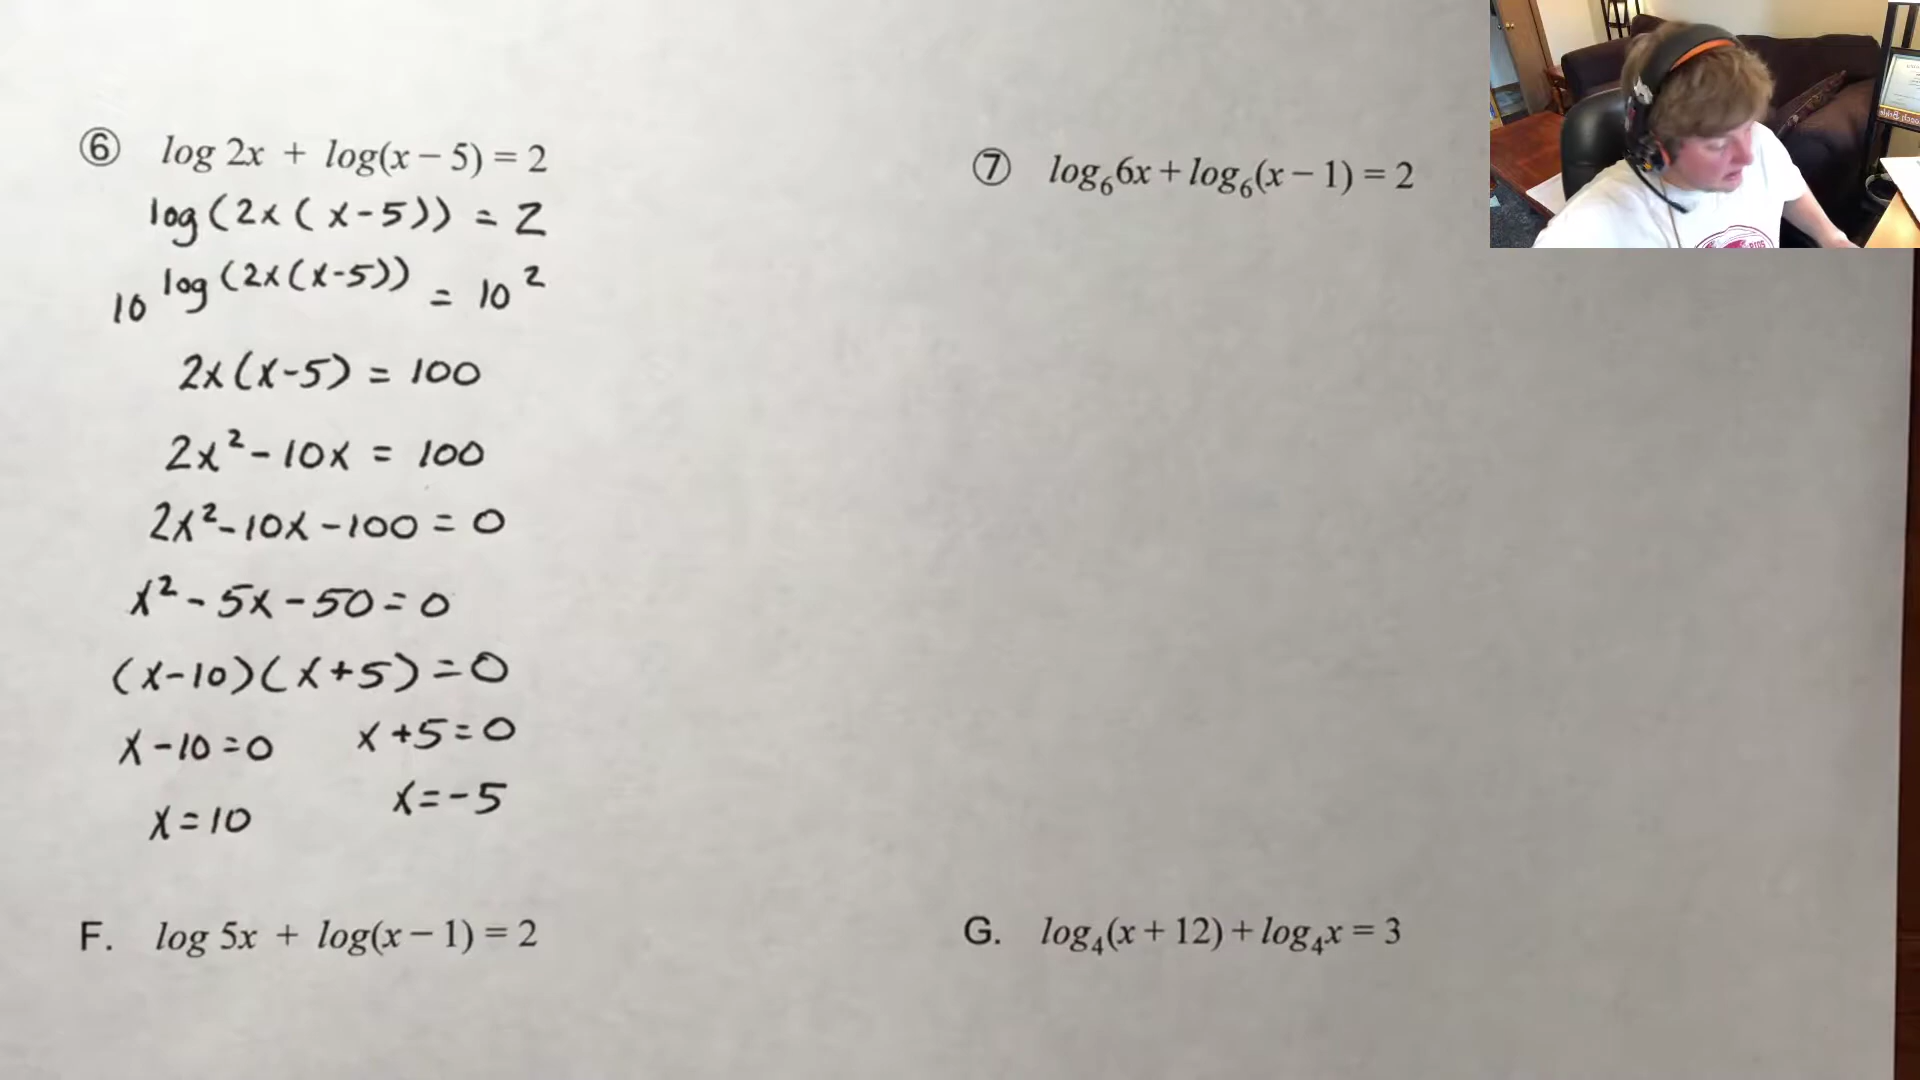 ⑥ log 2x + log(x − 5) = 2
log(2x(x-5)) = 2
10^log(2x(x-5)) = 10^2
2x(x-5) = 100
2x²-10x = 100
2x²-10x-100=0
x²-5x-50=0
(x-10)(x+5)=0
x-10=0 x+5=0
x=10 x=-5
F. log 5x + log(x − 1) = 2
⑦ log₆6x + log₆(x − 1) = 2
G. log₄(x + 12) + log₄x = 3